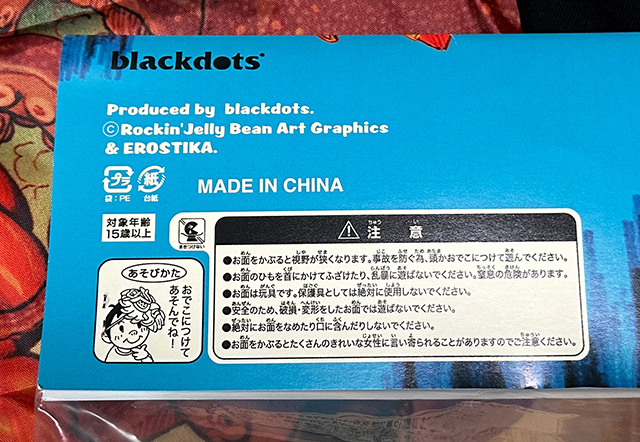 blackdots
Produced by blackdots.
©Rockin'Jelly Bean Art Graphics
& EROSTIKA.
プラ
紙
袋：PE
台紙
MADE IN CHINA
対象年齢
15歳以上
まきつけない
注意
●お面をかぶると視野が狭くなります。事故を防ぐ為、頭かおでこにつけて遊んでください。
●お面のひもを首にかけてふざけたり、乱暴に遊ばないでください。窒息の危険があります。
●お面は玩具です。保護具としては絶対に使用しないでください。
●安全のため、破損・変形をしたお面では遊ばないでください。
●絶対にお面をなめたり口に含んだりしないでください。
●お面をかぶるとたくさんのきれいな女性に言い寄られることがありますのでご注意ください。
あそびかた
おでこにつけて
あそんでね！